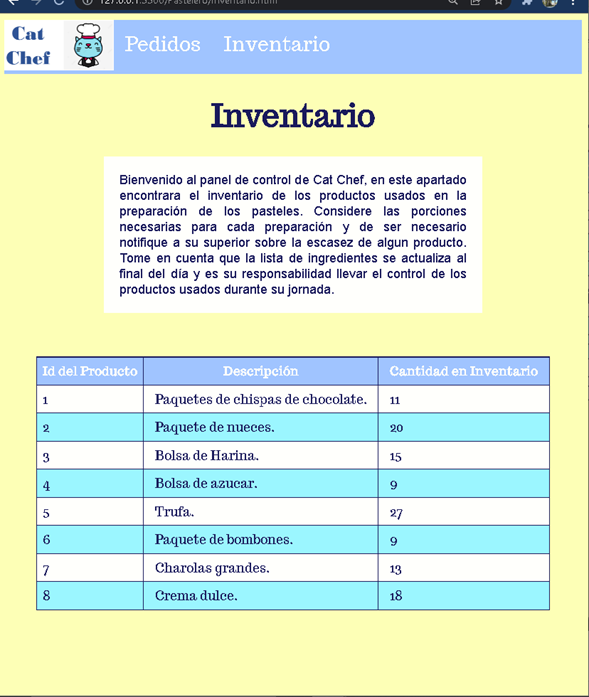 127.0.0.1:5500/Pasteleria/inventario.html
Cat
Chef
Pedidos Inventario
Inventario
Bienvenido al panel de control de Cat Chef, en este apartado
encontrara el inventario de los productos usados en la
preparación de los pasteles. Considere las porciones
necesarias para cada preparación y de ser necesario
notifique a su superior sobre la escasez de algun producto.
Tome en cuenta que la lista de ingredientes se actualiza al
final del día y es su responsabilidad llevar el control de los
productos usados durante su jornada.
Id del Producto Descripción Cantidad en Inventario
1 Paquetes de chispas de chocolate. 11
2 Paquete de nueces. 20
3 Bolsa de Harina. 15
4 Bolsa de azucar. 9
5 Trufa. 27
6 Paquete de bombones. 9
7 Charolas grandes. 13
8 Crema dulce. 18